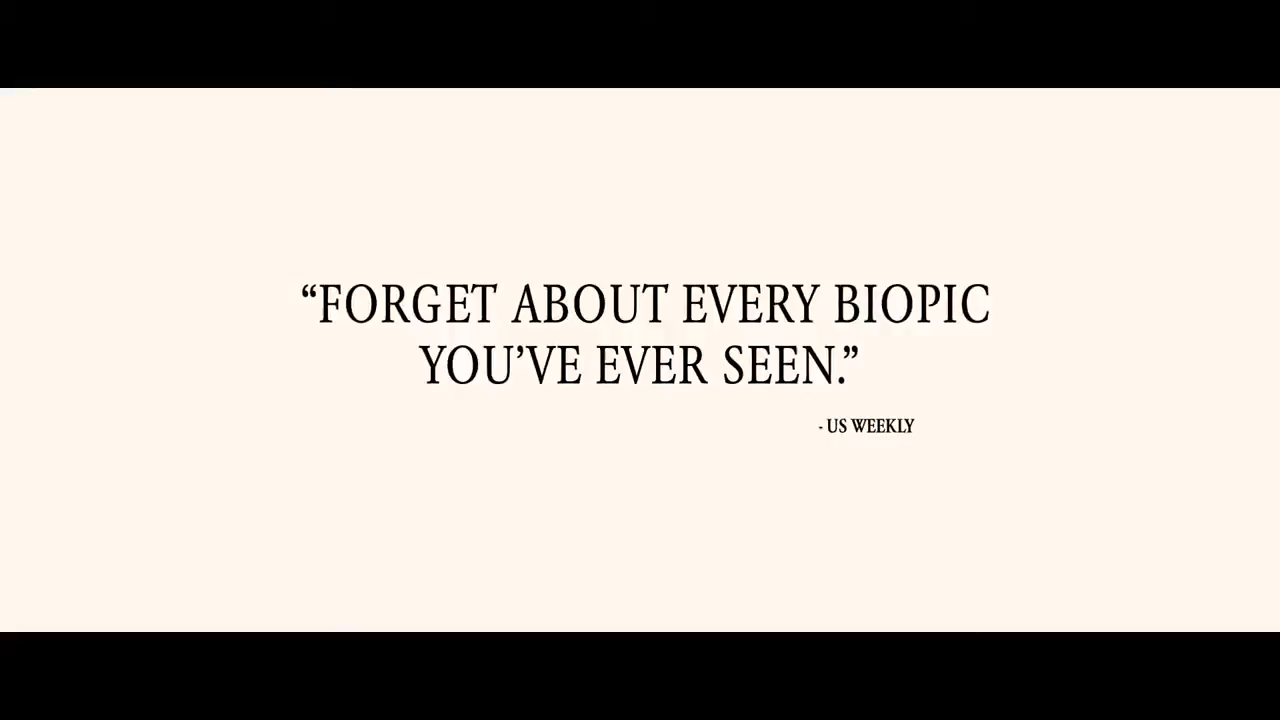 “FORGET ABOUT EVERY BIOPIC
YOU’VE EVER SEEN.”
- US WEEKLY